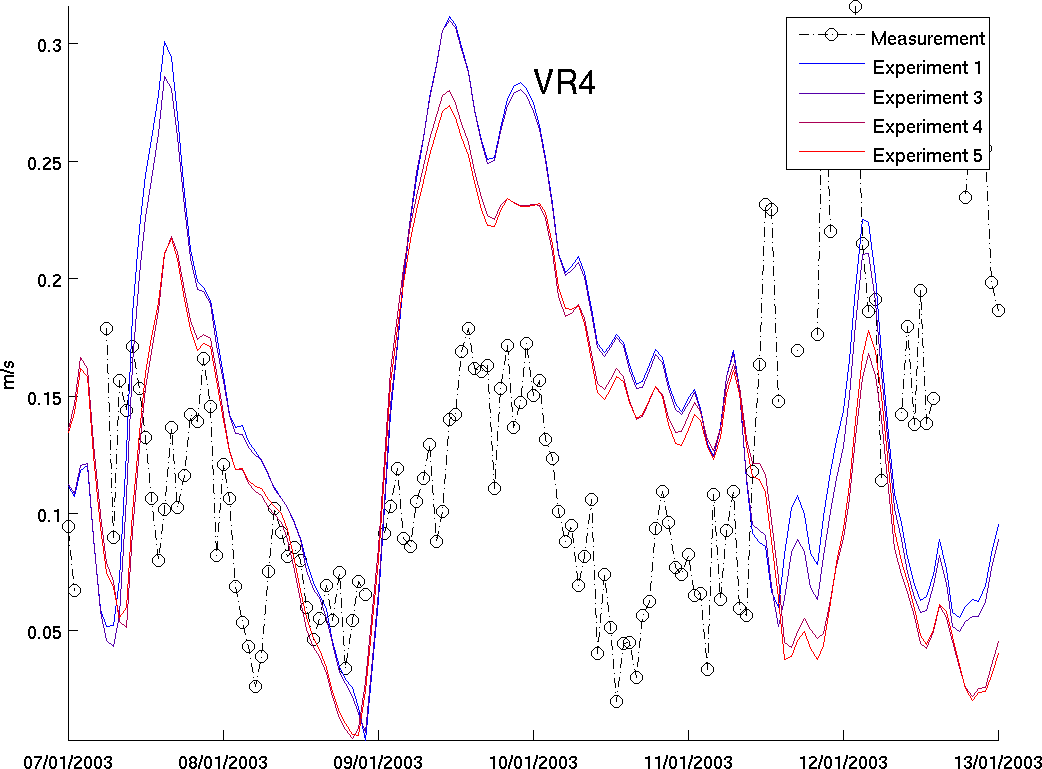 0.3
0.25
0.2
0.15
0.1
0.05
m/s
VR4
Measurement
Experiment 1
Experiment 3
Experiment 4
Experiment 5
07/01/2003
08/01/2003
09/01/2003
10/01/2003
11/01/2003
12/01/2003
13/01/2003